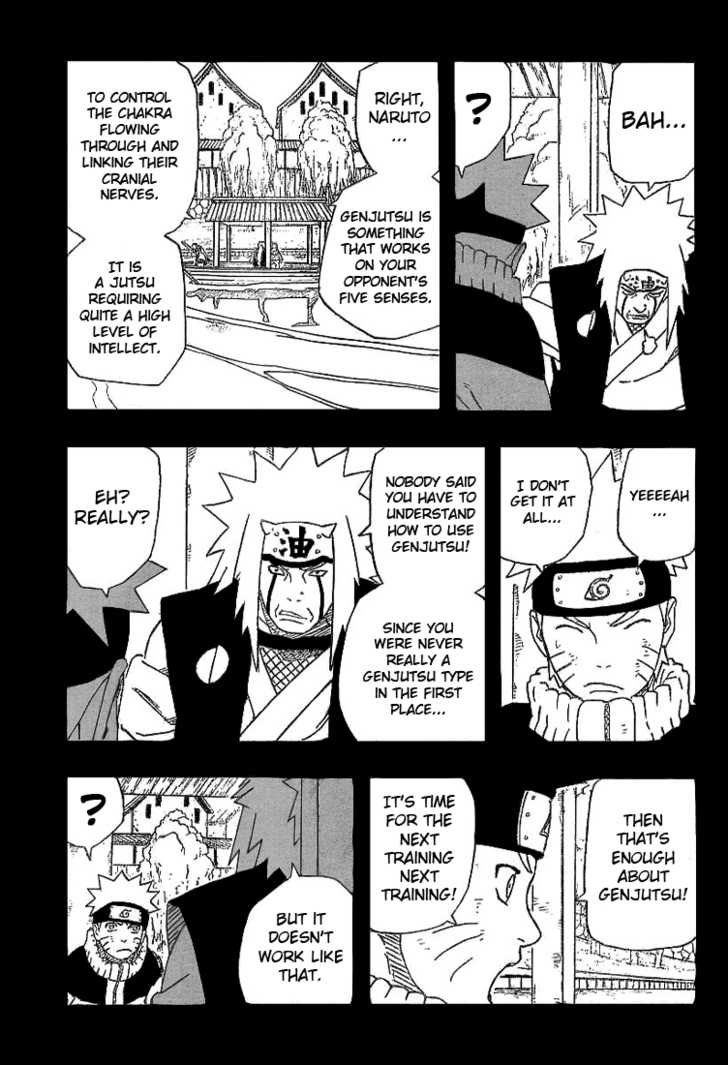 BAH...
?
RIGHT,
NARUTO
...
GENJUTSU IS
SOMETHING
THAT WORKS
ON YOUR
OPPONENT'S
FIVE SENSES.
TO CONTROL
THE CHAKRA
FLOWING
THROUGH AND
LINKING THEIR
CRANIAL
NERVES.
IT IS
A JUTSU
REQUIRING
QUITE A HIGH
LEVEL OF
INTELLECT.
油
YEEEEAH
...
I DON'T
GET IT AT
ALL...
NOBODY SAID
YOU HAVE TO
UNDERSTAND
HOW TO USE
GENJUTSU!
SINCE YOU
WERE NEVER
REALLY A
GENJUTSU TYPE
IN THE FIRST
PLACE...
油
EH?
REALLY?
THEN
THAT'S
ENOUGH
ABOUT
GENJUTSU!
IT'S TIME
FOR THE
NEXT
TRAINING
NEXT
TRAINING!
?
BUT IT
DOESN'T
WORK LIKE
THAT.